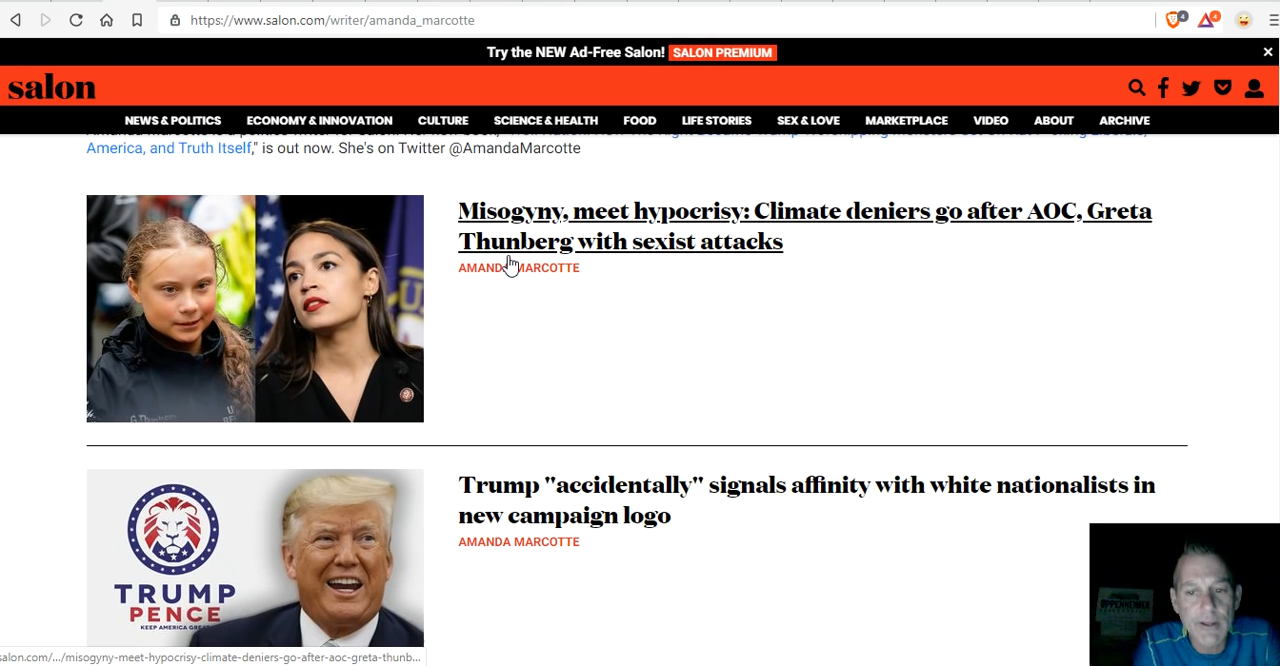 https://www.salon.com/writer/amanda_marcotte
4
4
Try the NEW Ad-Free Salon! SALON PREMIUM
salon
NEWS & POLITICS ECONOMY & INNOVATION CULTURE SCIENCE & HEALTH FOOD LIFE STORIES SEX & LOVE MARKETPLACE VIDEO ABOUT ARCHIVE
America, and Truth Itself," is out now. She's on Twitter @AmandaMarcotte
Misogyny, meet hypocrisy: Climate deniers go after AOC, Greta
Thunberg with sexist attacks
AMANDA MARCOTTE
Trump "accidentally" signals affinity with white nationalists in
new campaign logo
AMANDA MARCOTTE
TRUMP
PENCE
KEEP AMERICA GREAT
OPPENHEIMER
salon.com/.../misogyny-meet-hypocrisy-climate-deniers-go-after-aoc-greta-thunb...